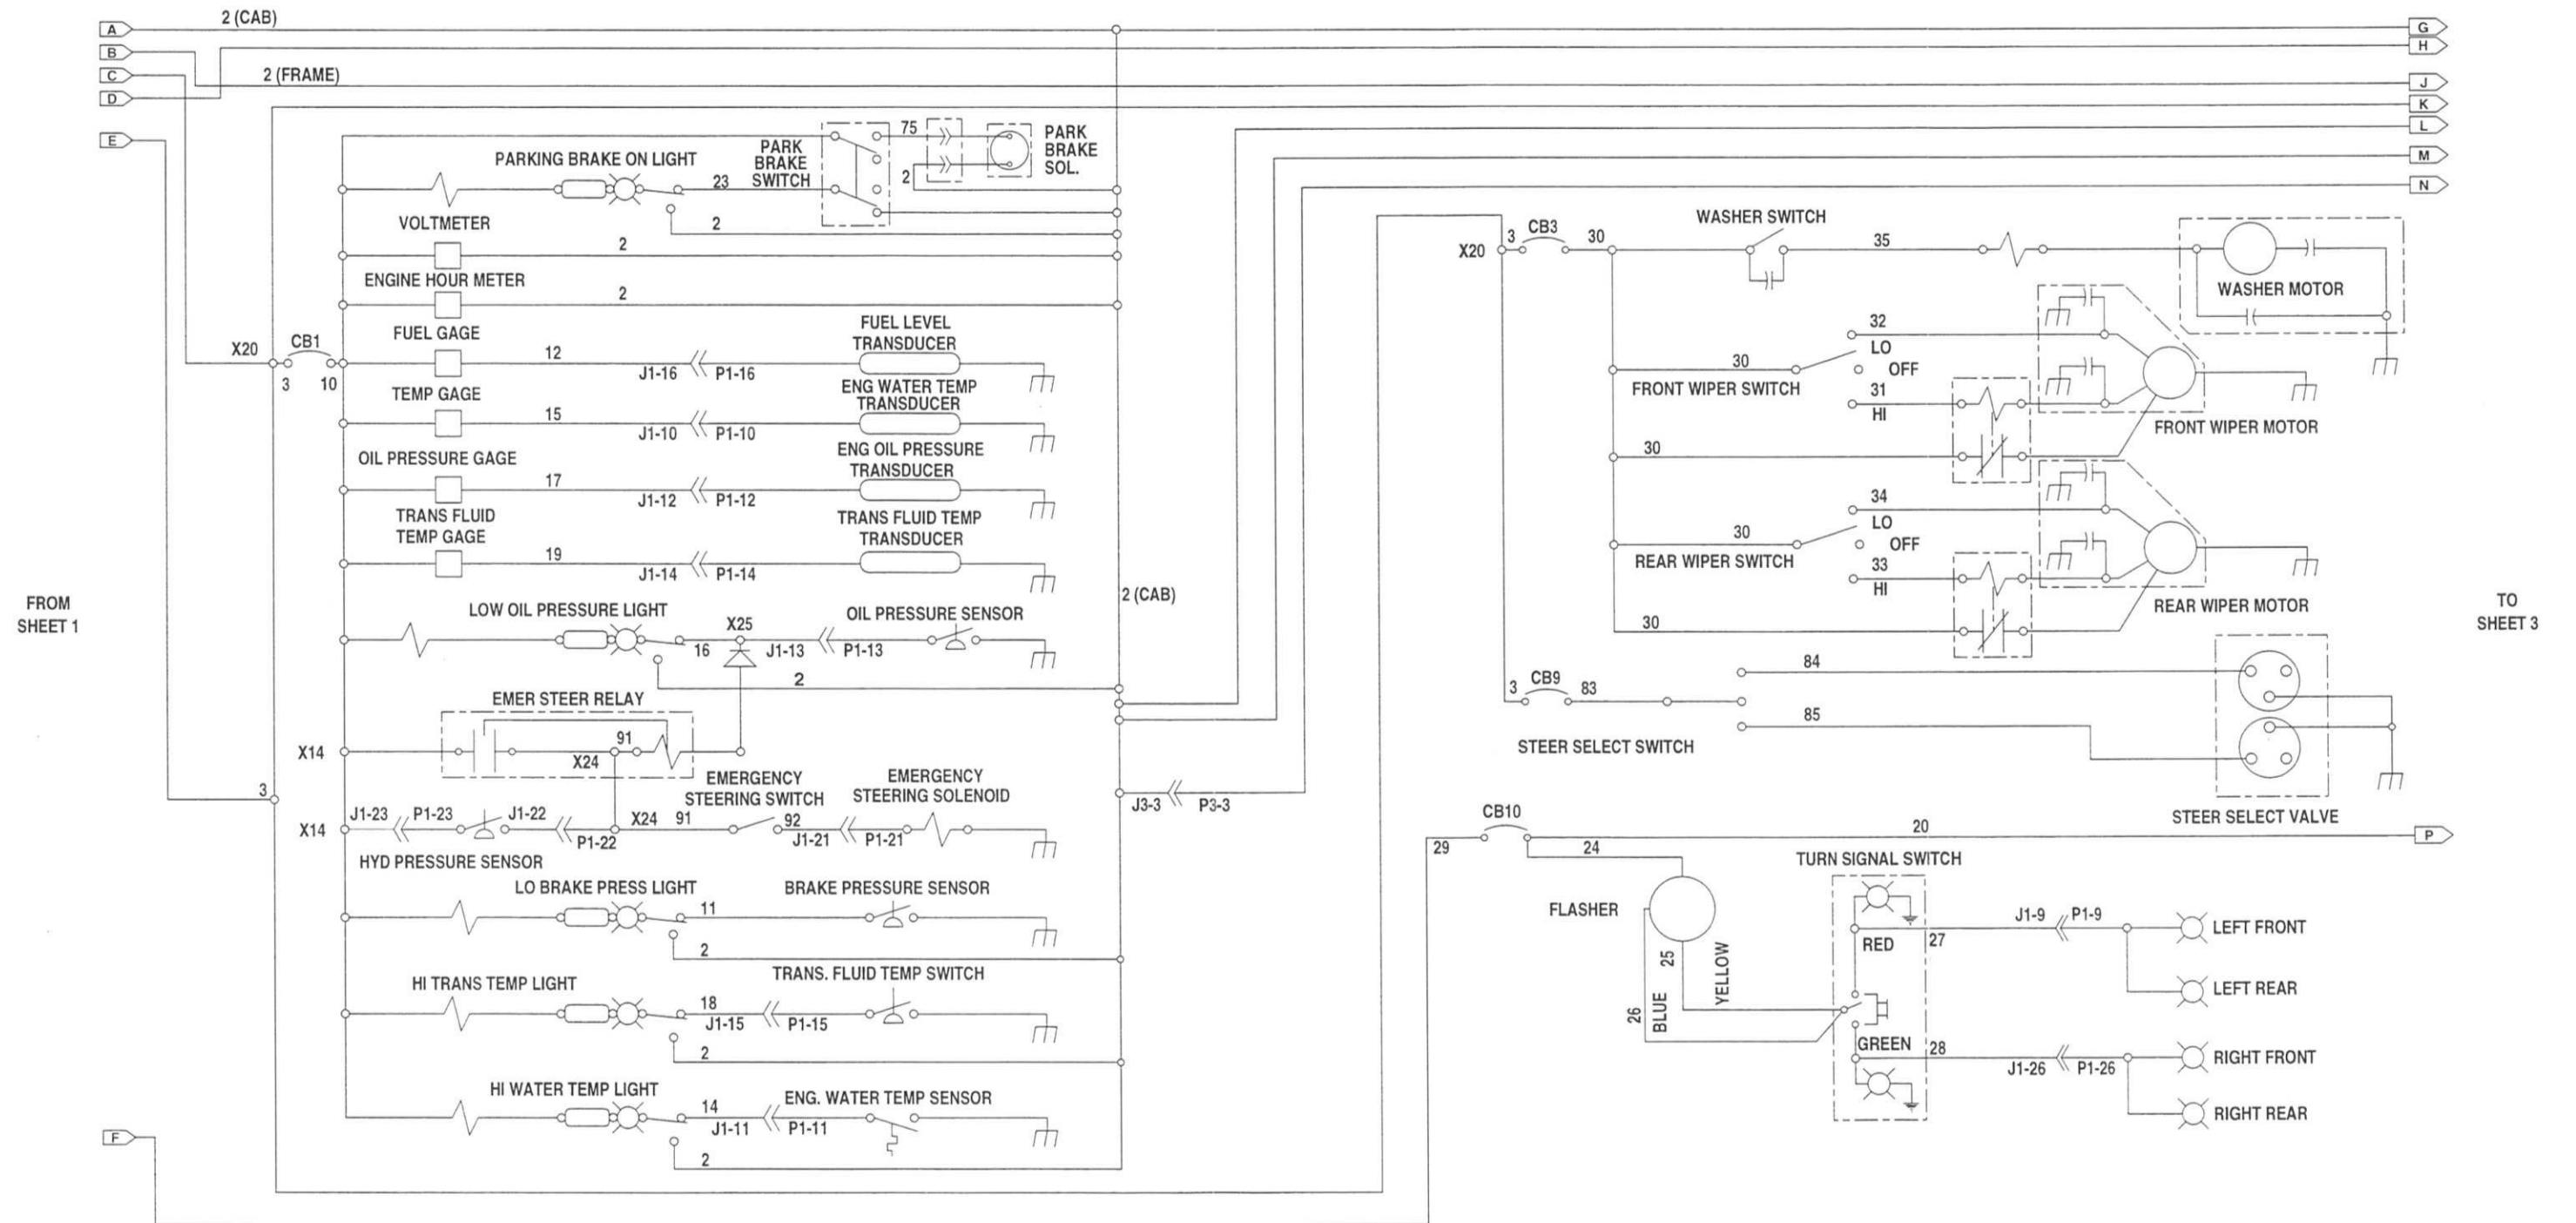 2 (CAB)
A
B
C
D
E
2 (FRAME)
G
H
J
K
L
M
N
FROM
SHEET 1
TO
SHEET 3
PARKING BRAKE ON LIGHT
23
PARK
BRAKE
SWITCH
75
2
PARK
BRAKE
SOL.
2
VOLTMETER
2
ENGINE HOUR METER
2
X20
CB1
3
10
FUEL GAGE
12
J1-16
P1-16
FUEL LEVEL
TRANSDUCER
TEMP GAGE
15
J1-10
P1-10
ENG WATER TEMP
TRANSDUCER
OIL PRESSURE GAGE
17
J1-12
P1-12
ENG OIL PRESSURE
TRANSDUCER
TRANS FLUID
TEMP GAGE
19
J1-14
P1-14
TRANS FLUID TEMP
TRANSDUCER
2 (CAB)
LOW OIL PRESSURE LIGHT
16
X25
J1-13
P1-13
OIL PRESSURE SENSOR
2
EMER STEER RELAY
X14
91
X24
3
X14
J1-23
P1-23
J1-22
P1-22
HYD PRESSURE SENSOR
X24
91
EMERGENCY
STEERING SWITCH
92
J1-21
P1-21
EMERGENCY
STEERING SOLENOID
J3-3
P3-3
LO BRAKE PRESS LIGHT
11
BRAKE PRESSURE SENSOR
2
HI TRANS TEMP LIGHT
18
J1-15
P1-15
TRANS. FLUID TEMP SWITCH
2
HI WATER TEMP LIGHT
14
J1-11
P1-11
ENG. WATER TEMP SENSOR
2
F
X20
3
CB3
30
WASHER SWITCH
35
WASHER MOTOR
32
LO
30
OFF
FRONT WIPER SWITCH
31
HI
30
FRONT WIPER MOTOR
34
LO
30
OFF
REAR WIPER SWITCH
33
HI
30
REAR WIPER MOTOR
3
CB9
83
84
85
STEER SELECT SWITCH
STEER SELECT VALVE
CB10
29
20
P
24
FLASHER
25
YELLOW
26
BLUE
TURN SIGNAL SWITCH
RED
27
J1-9
P1-9
LEFT FRONT
LEFT REAR
GREEN
28
J1-26
P1-26
RIGHT FRONT
RIGHT REAR